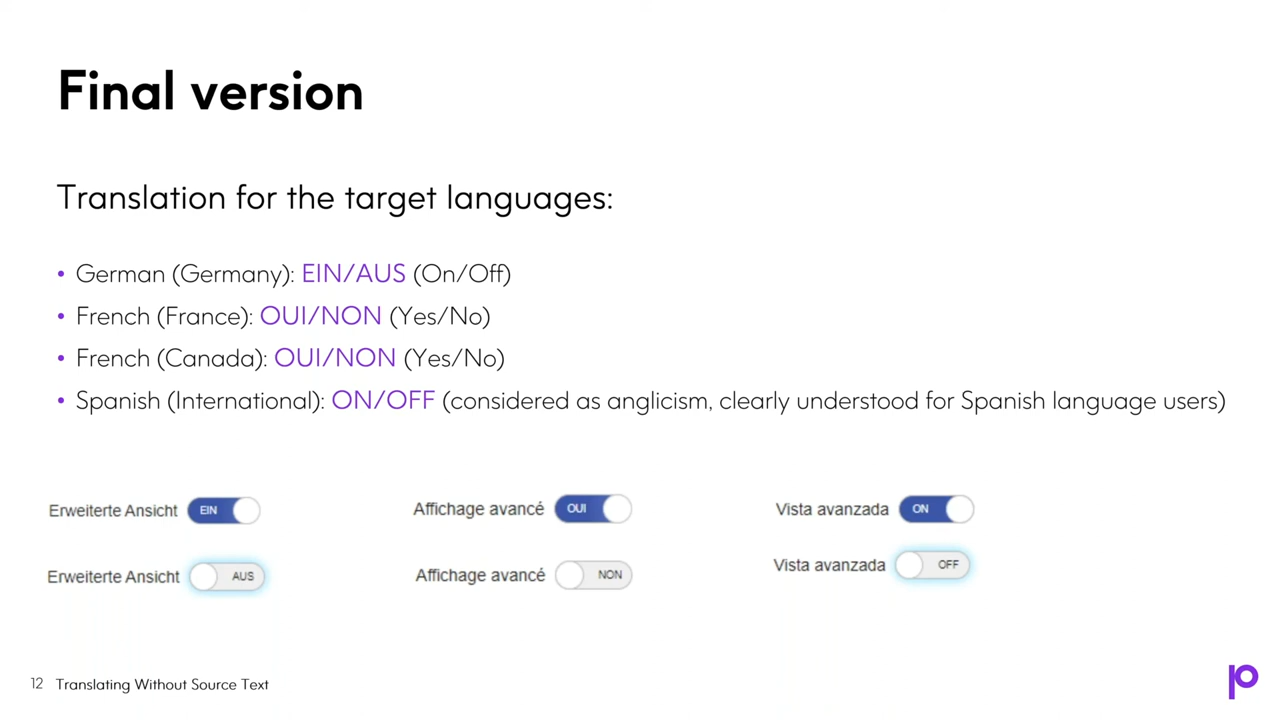 Final version
Translation for the target languages:
• German (Germany): EIN/AUS (On/Off)
• French (France): OUI/NON (Yes/No)
• French (Canada): OUI/NON (Yes/No)
• Spanish (International): ON/OFF (considered as anglicism, clearly understood for Spanish language users)
Erweiterte Ansicht EIN
Affichage avancé OUI
Vista avanzada ON
Erweiterte Ansicht AUS
Affichage avancé NON
Vista avanzada OFF
12 Translating Without Source Text